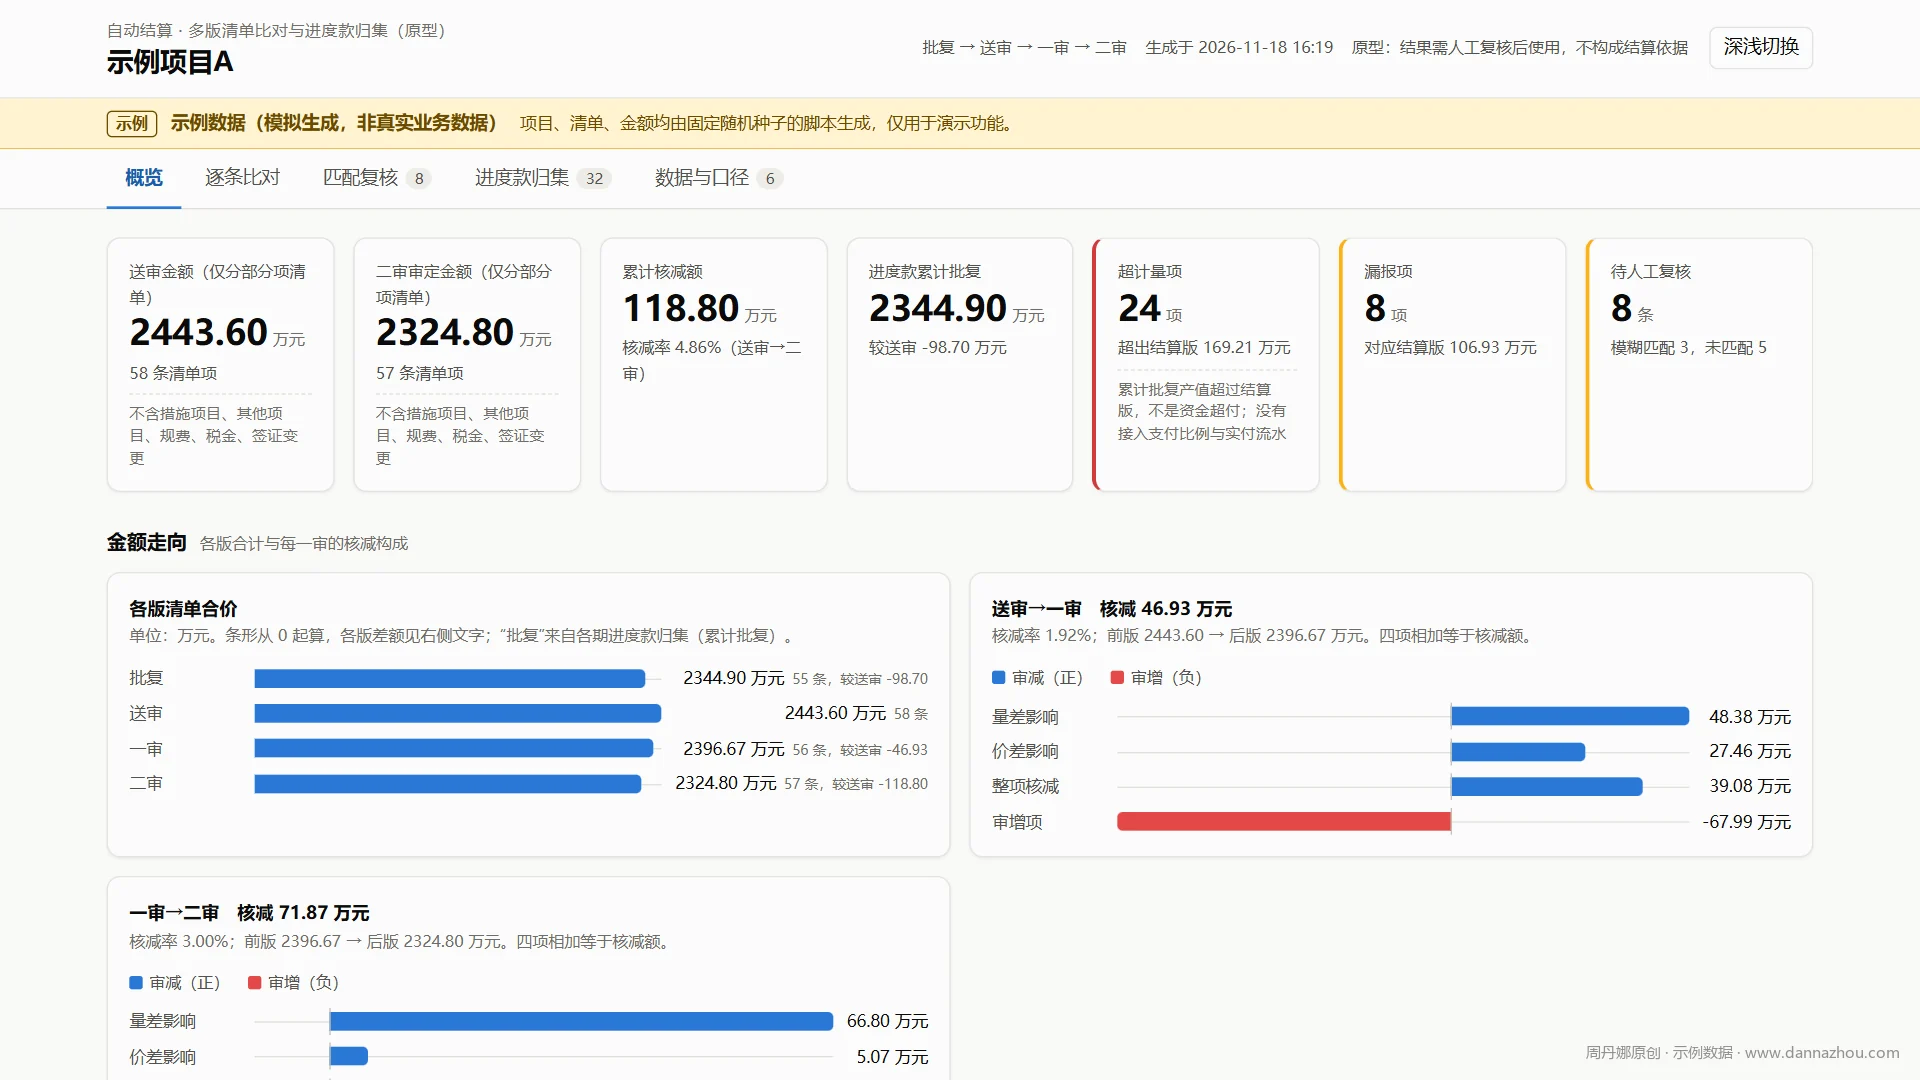 自动结算 · 多版清单比对与进度款归集（原型）
示例项目A
批复 → 送审 → 一审 → 二审 生成于 2026-11-18 16:19 原型：结果需人工复核后使用，不构成结算依据 深浅切换
示例 示例数据（模拟生成，非真实业务数据） 项目、清单、金额均由固定随机种子的脚本生成，仅用于演示功能。
概览 逐条比对 匹配复核 8 进度款归集 32 数据与口径 6
送审金额（仅分部分项清
单）
2443.60 万元
58 条清单项
不含措施项目、其他项
目、规费、税金、签证变
更
二审审定金额（仅分部分
项清单）
2324.80 万元
57 条清单项
不含措施项目、其他项
目、规费、税金、签证变
更
累计核减额
118.80 万元
核减率 4.86%（送审→二
审）
进度款累计批复
2344.90 万元
较送审 -98.70 万元
超计量项
24 项
超出结算版 169.21 万元
累计批复产值超过结算
版，不是资金超付；没有
接入支付比例与实付流水
漏报项
8 项
对应结算版 106.93 万元
待人工复核
8 条
模糊匹配 3，未匹配 5
金额走向 各版合计与每一审的核减构成
各版清单合价
单位：万元。条形从 0 起算，各版差额见右侧文字；“批复”来自各期进度款归集（累计批复）。
批复 2344.90 万元 55 条，较送审 -98.70
送审 2443.60 万元 58 条
一审 2396.67 万元 56 条，较送审 -46.93
二审 2324.80 万元 57 条，较送审 -118.80
送审→一审 核减 46.93 万元
核减率 1.92%；前版 2443.60 → 后版 2396.67 万元。四项相加等于核减额。
审减（正） 审增（负）
量差影响 48.38 万元
价差影响 27.46 万元
整项核减 39.08 万元
审增项 -67.99 万元
一审→二审 核减 71.87 万元
核减率 3.00%；前版 2396.67 → 后版 2324.80 万元。四项相加等于核减额。
审减（正） 审增（负）
量差影响 66.80 万元
价差影响 5.07 万元
周丹娜原创 · 示例数据 · www.dannazhou.com